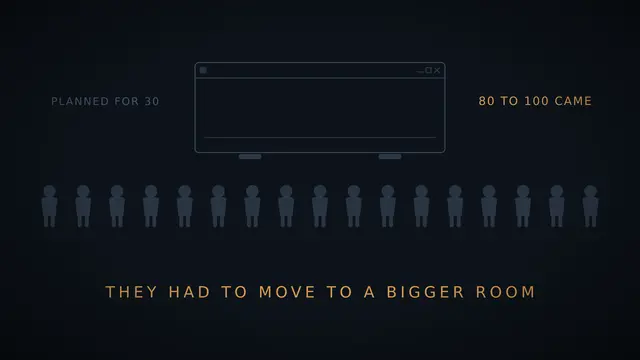 PLANNED FOR 30
80 TO 100 CAME
THEY HAD TO MOVE TO A BIGGER ROOM